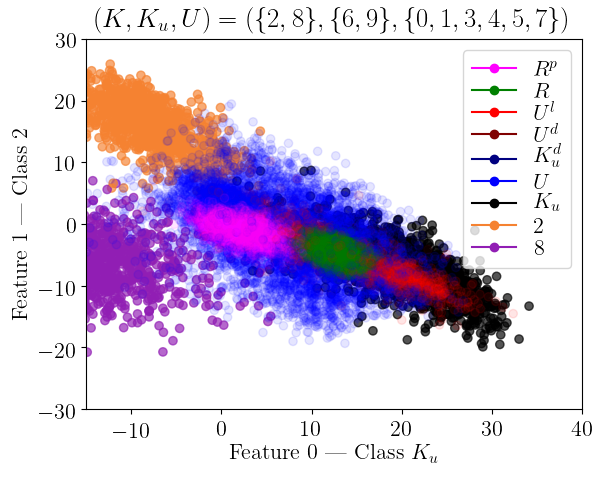 (K, K_u, U) = ({2, 8}, {6, 9}, {0, 1, 3, 4, 5, 7})
30
20
10
0
−10
−20
−30
Feature 1 — Class 2
R^p
R
U^l
U^d
K_u^d
U
K_u
2
8
−10
0
10
20
30
40
Feature 0 — Class K_u